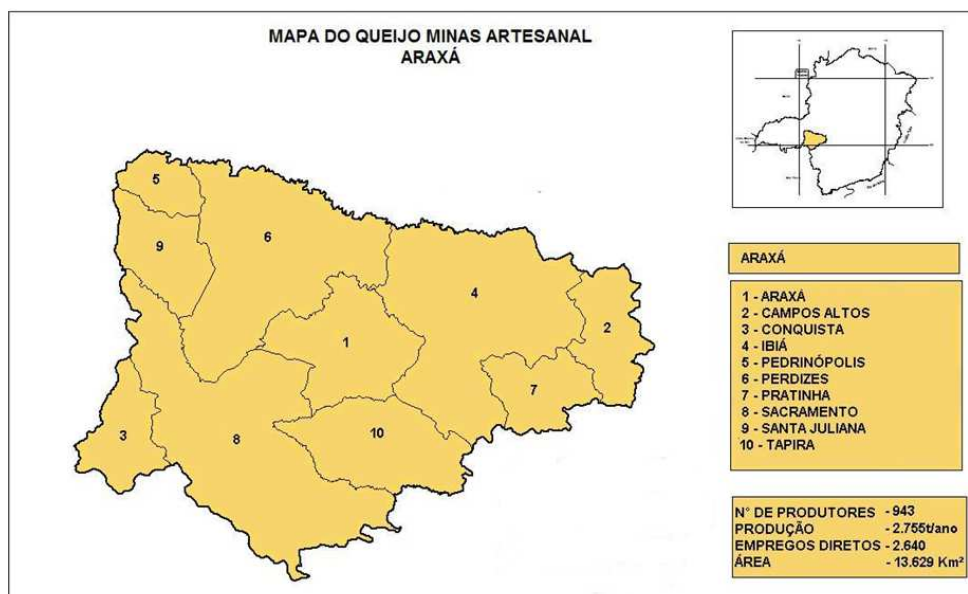 MAPA DO QUEIJO MINAS ARTESANAL
ARAXÁ
5
9
6
4
2
1
7
3
8
10
ARAXÁ
1 - ARAXÁ
2 - CAMPOS ALTOS
3 - CONQUISTA
4 - IBIÁ
5 - PEDRINÓPOLIS
6 - PERDIZES
7 - PRATINHA
8 - SACRAMENTO
9 - SANTA JULIANA
10 - TAPIRA
N° DE PRODUTORES - 943
PRODUÇÃO - 2.755t/ano
EMPREGOS DIRETOS - 2.640
ÁREA - 13.629 Km²